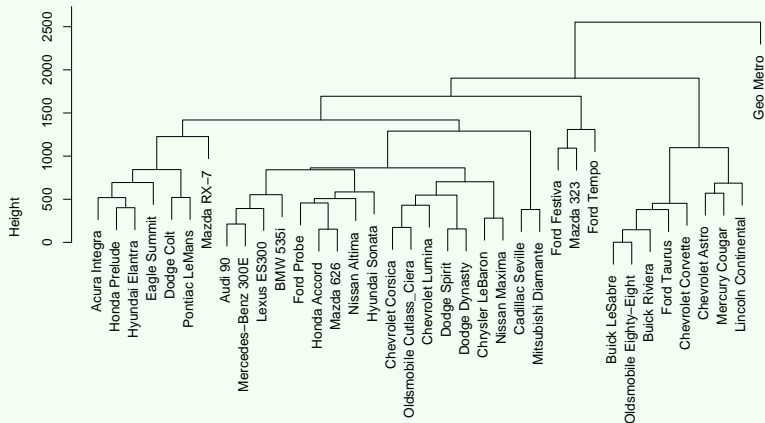 Height
2500
2000
1500
1000
500
0
Acura Integra
Honda Prelude
Hyundai Elantra
Eagle Summit
Dodge Colt
Pontiac LeMans
Mazda RX−7
Audi 90
Mercedes−Benz 300E
Lexus ES300
BMW 535i
Ford Probe
Honda Accord
Mazda 626
Nissan Altima
Hyundai Sonata
Chevrolet Corsica
Oldsmobile Cutlass_Ciera
Chevrolet Lumina
Dodge Spirit
Dodge Dynasty
Chrysler LeBaron
Nissan Maxima
Cadillac Seville
Mitsubishi Diamante
Ford Festiva
Mazda 323
Ford Tempo
Buick LeSabre
Oldsmobile Eighty−Eight
Buick Riviera
Ford Taurus
Chevrolet Corvette
Chevrolet Astro
Mercury Cougar
Lincoln Continental
Geo Metro